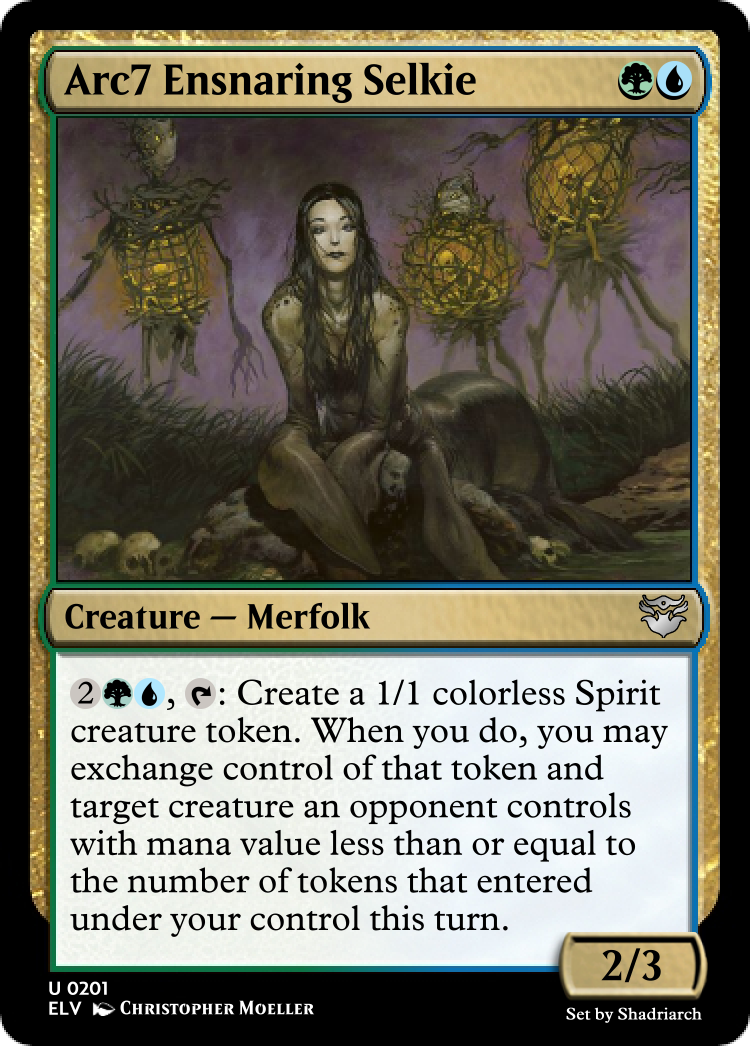 Arc7 Ensnaring Selkie
Creature — Merfolk
2, : Create a 1/1 colorless Spirit
creature token. When you do, you may
exchange control of that token and
target creature an opponent controls
with mana value less than or equal to
the number of tokens that entered
under your control this turn.
2/3
U 0201
ELV Christopher Moeller
Set by Shadriarch